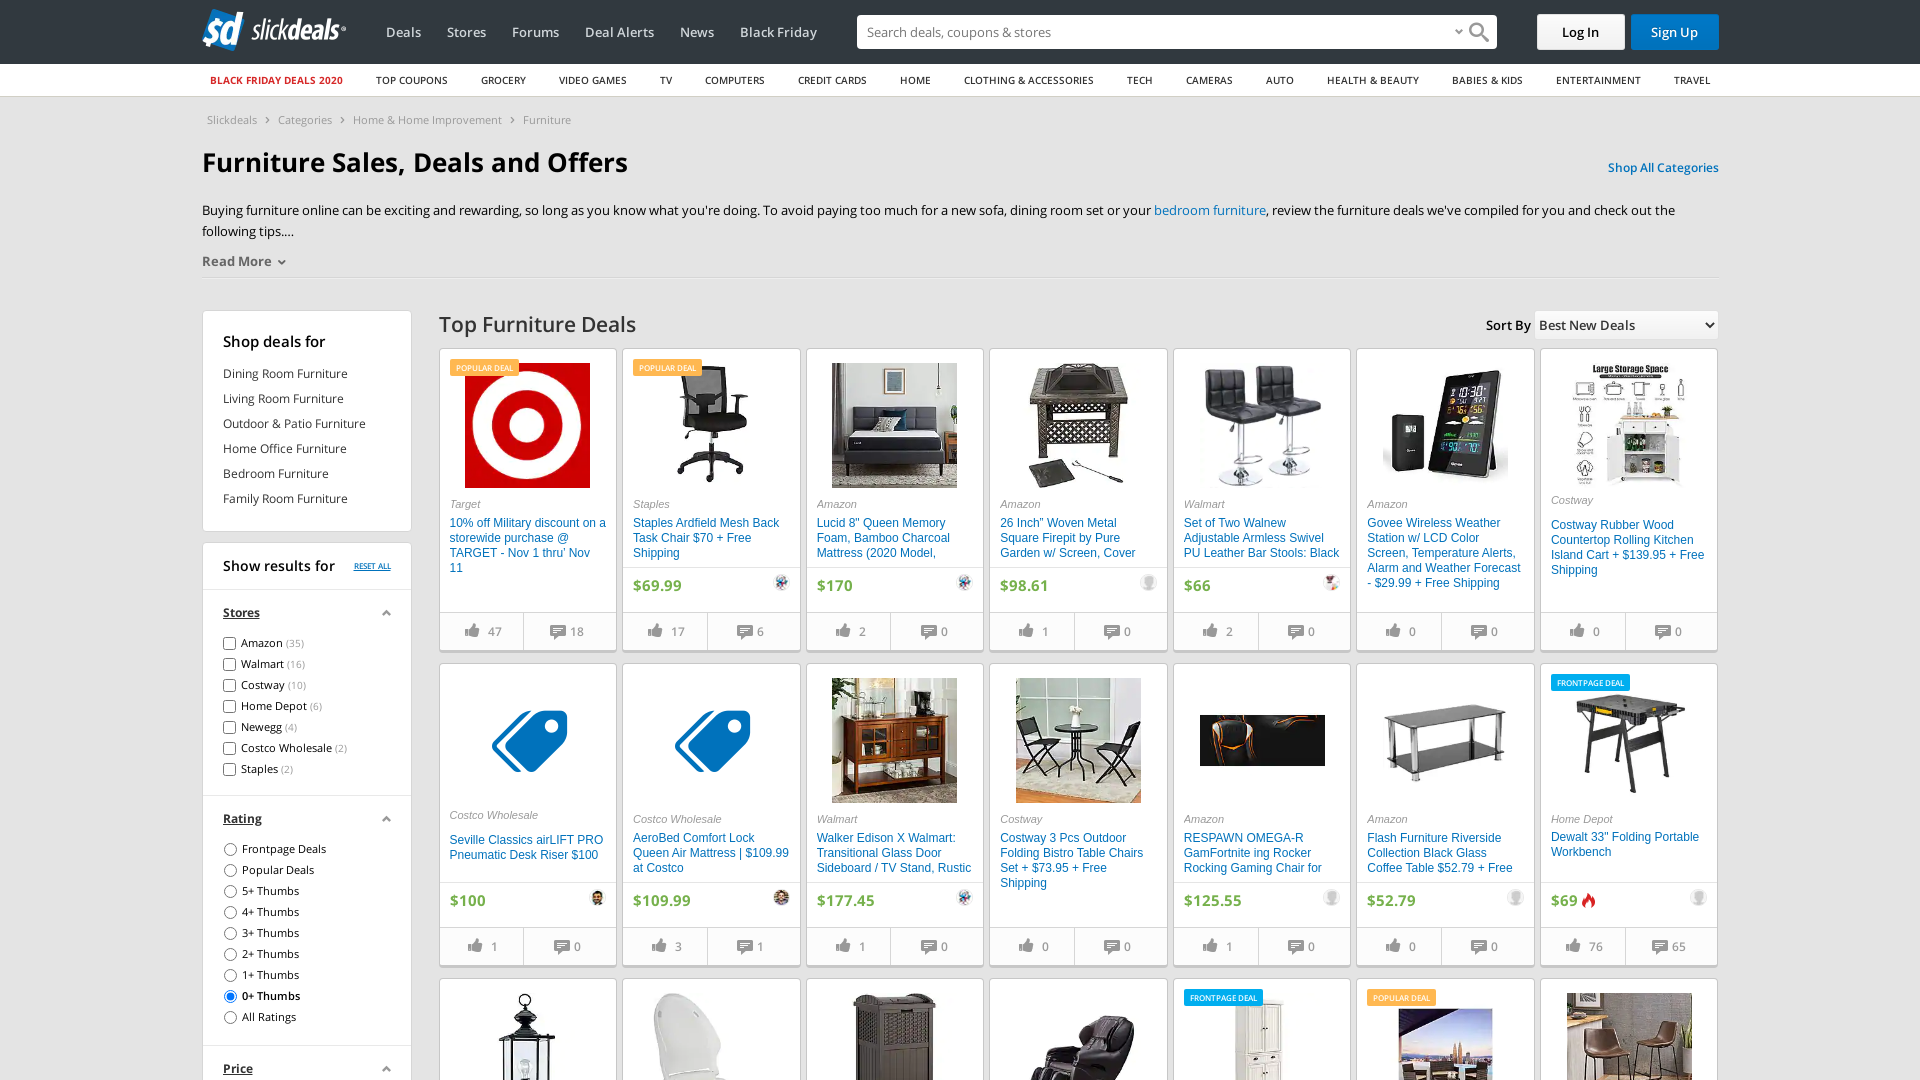 slickdeals
Deals
Stores
Forums
Deal Alerts
News
Black Friday
Search deals, coupons & stores
Log In
Sign Up
BLACK FRIDAY DEALS 2020
TOP COUPONS
GROCERY
VIDEO GAMES
TV
COMPUTERS
CREDIT CARDS
HOME
CLOTHING & ACCESSORIES
TECH
CAMERAS
AUTO
HEALTH & BEAUTY
BABIES & KIDS
ENTERTAINMENT
TRAVEL
Slickdeals > Categories > Home & Home Improvement > Furniture
Furniture Sales, Deals and Offers
Shop All Categories
Buying furniture online can be exciting and rewarding, so long as you know what you're doing. To avoid paying too much for a new sofa, dining room set or your bedroom furniture, review the furniture deals we've compiled for you and check out the
following tips....
Read More
Shop deals for
Dining Room Furniture
Living Room Furniture
Outdoor & Patio Furniture
Home Office Furniture
Bedroom Furniture
Family Room Furniture
Show results for
RESET ALL
Stores
Amazon (35)
Walmart (16)
Costway (10)
Home Depot (6)
Newegg (4)
Costco Wholesale (2)
Staples (2)
Rating
Frontpage Deals
Popular Deals
5+ Thumbs
4+ Thumbs
3+ Thumbs
2+ Thumbs
1+ Thumbs
0+ Thumbs
All Ratings
Price
Top Furniture Deals
Sort By
Best New Deals
POPULAR DEAL
Target
10% off Military discount on a
storewide purchase @
TARGET - Nov 1 thru' Nov
11
47
18
POPULAR DEAL
Staples
Staples Ardfield Mesh Back
Task Chair $70 + Free
Shipping
$69.99
17
6
Amazon
Lucid 8" Queen Memory
Foam, Bamboo Charcoal
Mattress (2020 Model,
$170
2
0
Amazon
26 Inch" Woven Metal
Square Firepit by Pure
Garden w/ Screen, Cover
$98.61
1
0
Walmart
Set of Two Walnew
Adjustable Armless Swivel
PU Leather Bar Stools: Black
$66
2
0
Amazon
Govee Wireless Weather
Station w/ LCD Color
Screen, Temperature Alerts,
Alarm and Weather Forecast
- $29.99 + Free Shipping
0
0
Large Storage Space
Costway
Costway Rubber Wood
Countertop Rolling Kitchen
Island Cart + $139.95 + Free
Shipping
0
0
Costco Wholesale
Seville Classics airLIFT PRO
Pneumatic Desk Riser $100
$100
1
0
Costco Wholesale
AeroBed Comfort Lock
Queen Air Mattress | $109.99
at Costco
$109.99
3
1
Walmart
Walker Edison X Walmart:
Transitional Glass Door
Sideboard / TV Stand, Rustic
$177.45
1
0
Costway
Costway 3 Pcs Outdoor
Folding Bistro Table Chairs
Set + $73.95 + Free
Shipping
0
0
Amazon
RESPAWN OMEGA-R
GamFortnite ing Rocker
Rocking Gaming Chair for
$125.55
1
0
Amazon
Flash Furniture Riverside
Collection Black Glass
Coffee Table $52.79 + Free
$52.79
0
0
FRONTPAGE DEAL
Home Depot
Dewalt 33" Folding Portable
Workbench
$69
76
65
FRONTPAGE DEAL
POPULAR DEAL